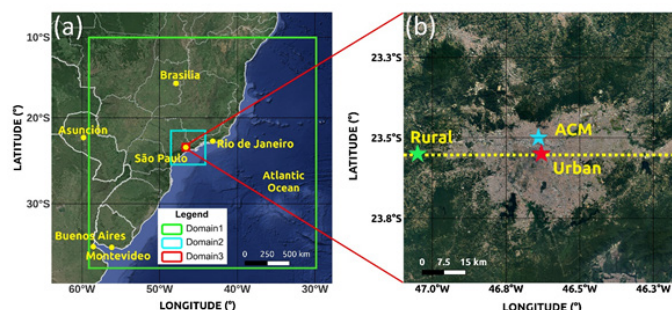 (a)
10°S
20°S
30°S
LATITUDE (°)
60°W
48°W
40°W
30°W
LONGITUDE (°)
Brasilia
Asunción
São Paulo
Rio de Janeiro
Atlantic
Ocean
Buenos Aires
Montevideo
Legend
Domain1
Domain2
Domain3
0 250 500 km
(b)
23.3°S
23.5°S
23.8°S
LATITUDE (°)
47.0°W
46.8°W
46.5°W
46.3°W
LONGITUDE (°)
Rural
ACM
Urban
0 7.5 15 km